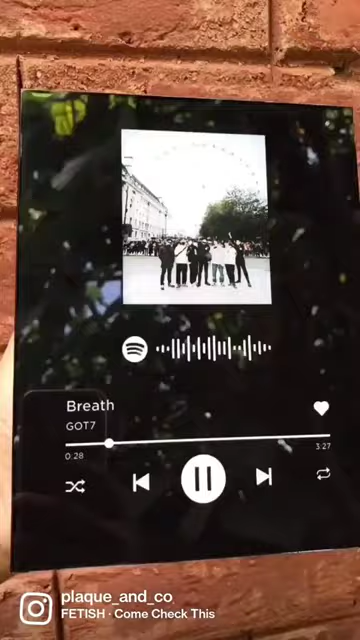 Breath
GOT7
0:28
3:27
plaque_and_co
FETISH · Come Check This